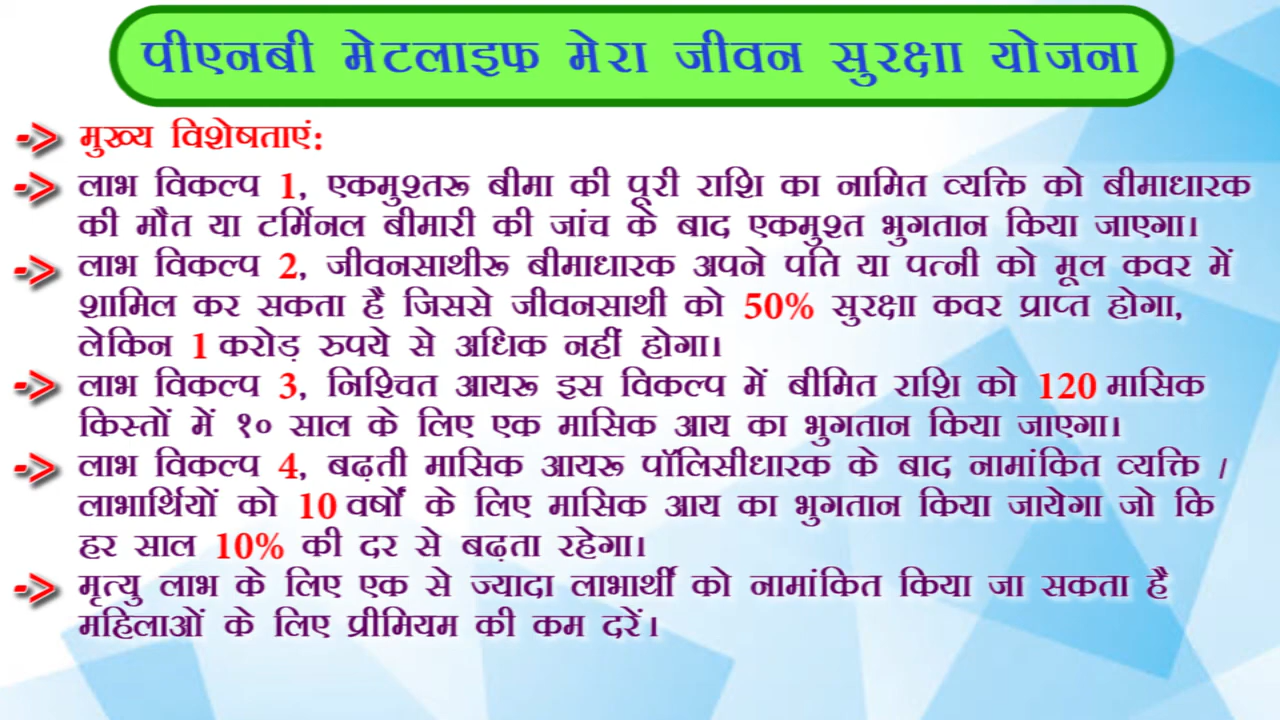 पीएनबी मेटलाइफ मेरा जीवन सुरक्षा योजना
-> मुख्य विशेषताएं:
-> लाभ विकल्प 1, एकमुश्तरू बीमा की पूरी राशि का नामित व्यक्ति को बीमाधारक
की मौत या टर्मिनल बीमारी की जांच के बाद एकमुश्त भुगतान किया जाएगा।
-> लाभ विकल्प 2, जीवनसाथीरू बीमाधारक अपने पति या पत्नी को मूल कवर में
शामिल कर सकता है जिससे जीवनसाथी को 50% सुरक्षा कवर प्राप्त होगा,
लेकिन 1 करोड़ रुपये से अधिक नहीं होगा।
-> लाभ विकल्प 3, निश्चित आयरू इस विकल्प में बीमित राशि को 120 मासिक
किस्तों में १० साल के लिए एक मासिक आय का भुगतान किया जाएगा।
-> लाभ विकल्प 4, बढ़ती मासिक आयरू पॉलिसीधारक के बाद नामांकित व्यक्ति /
लाभार्थियों को 10 वर्षों के लिए मासिक आय का भुगतान किया जायेगा जो कि
हर साल 10% की दर से बढ़ता रहेगा।
-> मृत्यु लाभ के लिए एक से ज्यादा लाभार्थी को नामांकित किया जा सकता है
महिलाओं के लिए प्रीमियम की कम दरें।